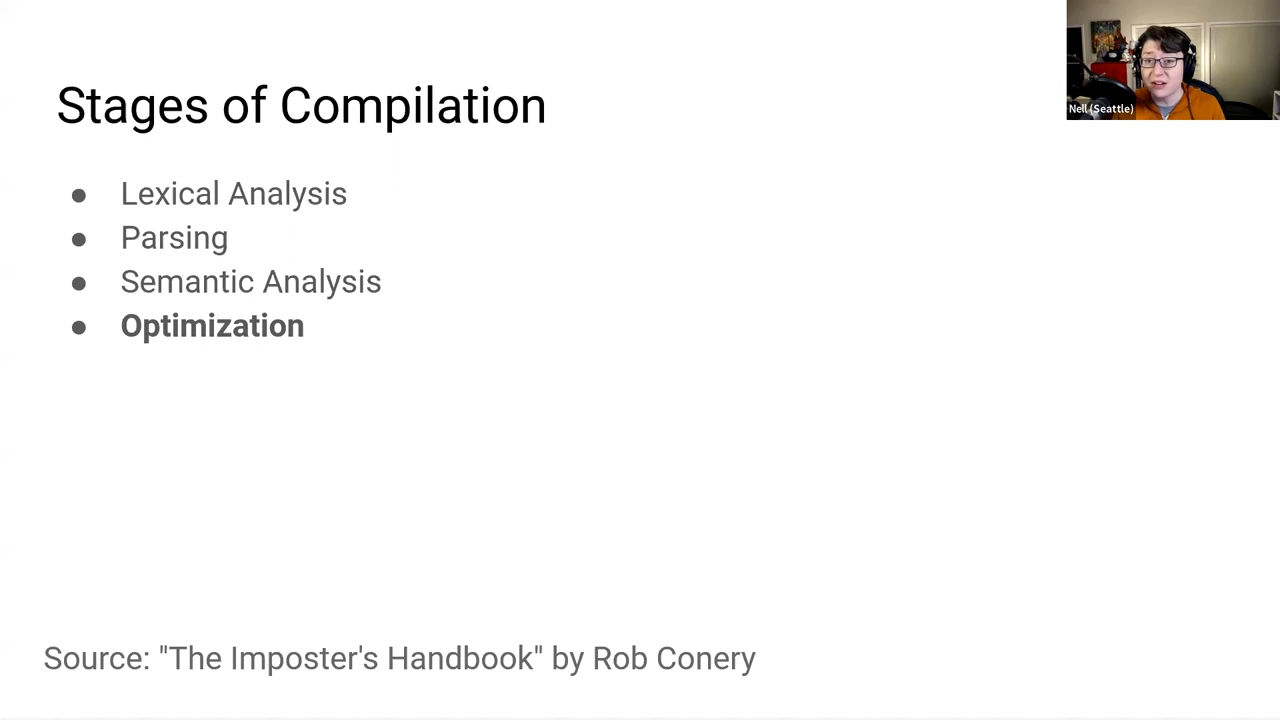 Nell (Seattle)
Stages of Compilation
● Lexical Analysis
● Parsing
● Semantic Analysis
● Optimization
Source: "The Imposter's Handbook" by Rob Conery